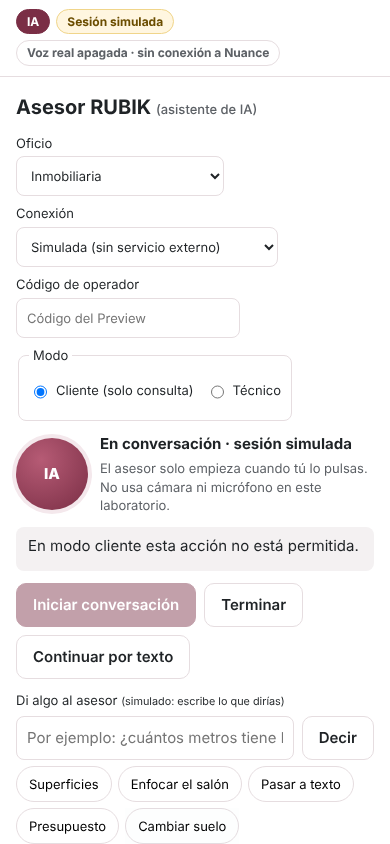 IA
Sesión simulada
Voz real apagada · sin conexión a Nuance
Asesor RUBIK (asistente de IA)
Oficio
Inmobiliaria
Conexión
Simulada (sin servicio externo)
Código de operador
Código del Preview
Modo
Cliente (solo consulta)
Técnico
IA
En conversación · sesión simulada
El asesor solo empieza cuando tú lo pulsas.
No usa cámara ni micrófono en este
laboratorio.
En modo cliente esta acción no está permitida.
Iniciar conversación
Terminar
Continuar por texto
Di algo al asesor (simulado: escribe lo que dirías)
Por ejemplo: ¿cuántos metros tiene l
Decir
Superficies
Enfocar el salón
Pasar a texto
Presupuesto
Cambiar suelo